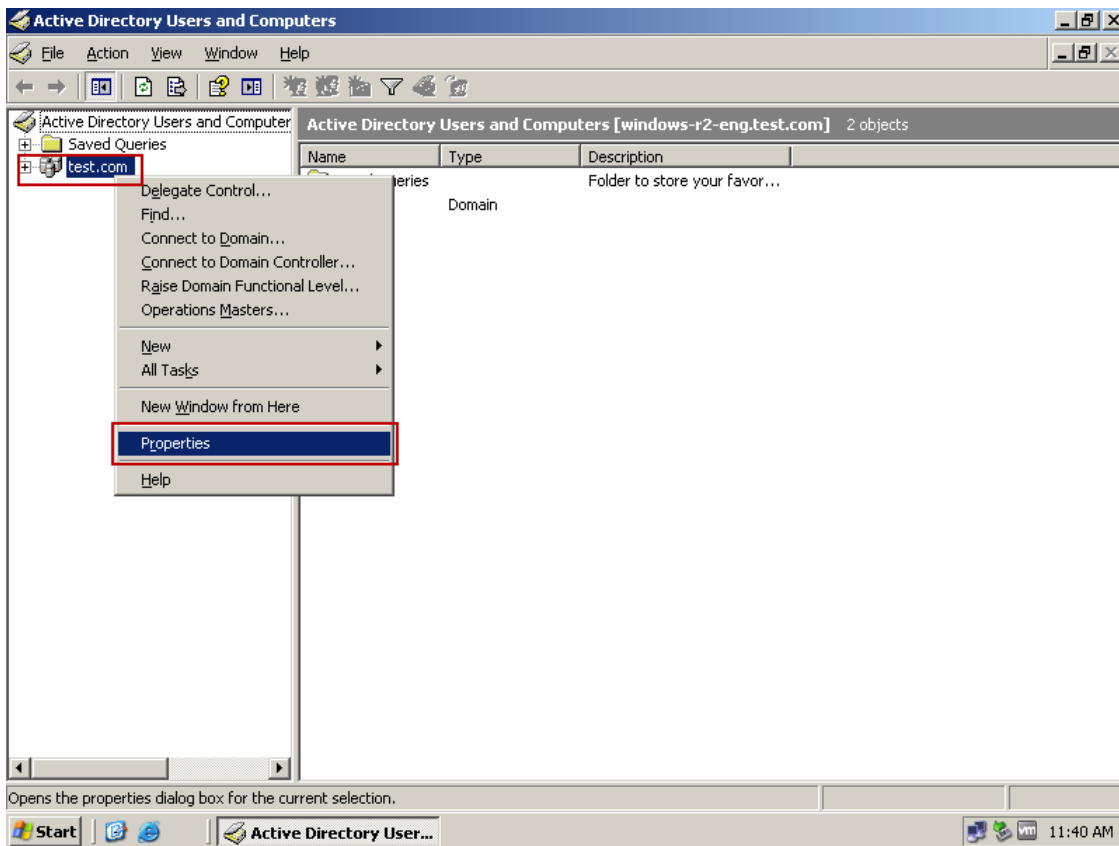 Active Directory Users and Computers
File Action View Window Help
Active Directory Users and Computer
Saved Queries
test.com
Active Directory Users and Computers [windows-r2-eng.test.com] 2 objects
Name Type Description
ueries Folder to store your favor...
Domain
Delegate Control...
Find...
Connect to Domain...
Connect to Domain Controller...
Raise Domain Functional Level...
Operations Masters...
New
All Tasks
New Window from Here
Properties
Help
Opens the properties dialog box for the current selection.
Start Active Directory User... vm 11:40 AM